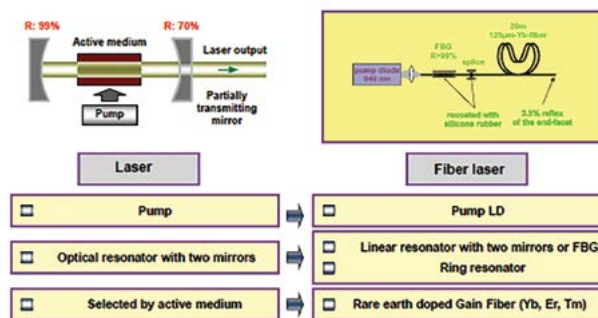 R: 99%
R: 70%
Active medium
Laser output
Partially
transmitting
mirror
Pump
20m
125µm-Yb-fiber
FBG
R>99%
splice
pump diode
940 nm
recoated with
silicone rubber
3.5% reflex
of the end-facet
Laser
Fiber laser
Pump
Pump LD
Optical resonator with two mirrors
Linear resonator with two mirrors or FBG
Ring resonator
Selected by active medium
Rare earth doped Gain Fiber (Yb, Er, Tm)